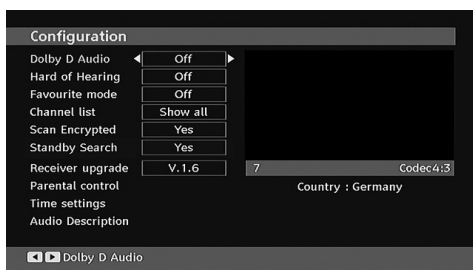 Configuration
Dolby D Audio Off
Hard of Hearing Off
Favourite mode Off
Channel list Show all
Scan Encrypted Yes
Standby Search Yes
Receiver upgrade V.1.6
Parental control
Time settings
Audio Description
7 Codec4:3
Country : Germany
Dolby D Audio